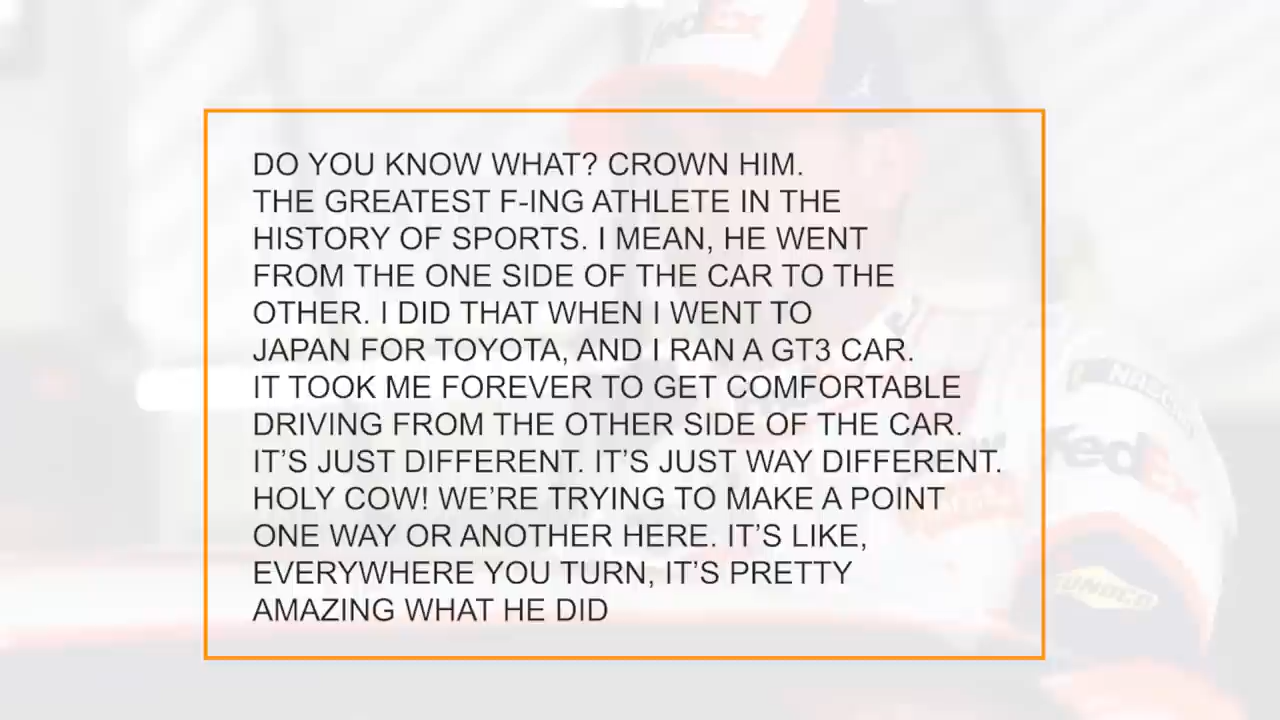 DO YOU KNOW WHAT? CROWN HIM.
THE GREATEST F-ING ATHLETE IN THE
HISTORY OF SPORTS. I MEAN, HE WENT
FROM THE ONE SIDE OF THE CAR TO THE
OTHER. I DID THAT WHEN I WENT TO
JAPAN FOR TOYOTA, AND I RAN A GT3 CAR.
IT TOOK ME FOREVER TO GET COMFORTABLE
DRIVING FROM THE OTHER SIDE OF THE CAR.
IT’S JUST DIFFERENT. IT’S JUST WAY DIFFERENT.
HOLY COW! WE’RE TRYING TO MAKE A POINT
ONE WAY OR ANOTHER HERE. IT’S LIKE,
EVERYWHERE YOU TURN, IT’S PRETTY
AMAZING WHAT HE DID
NASCAR
FedEx
SUNOCO